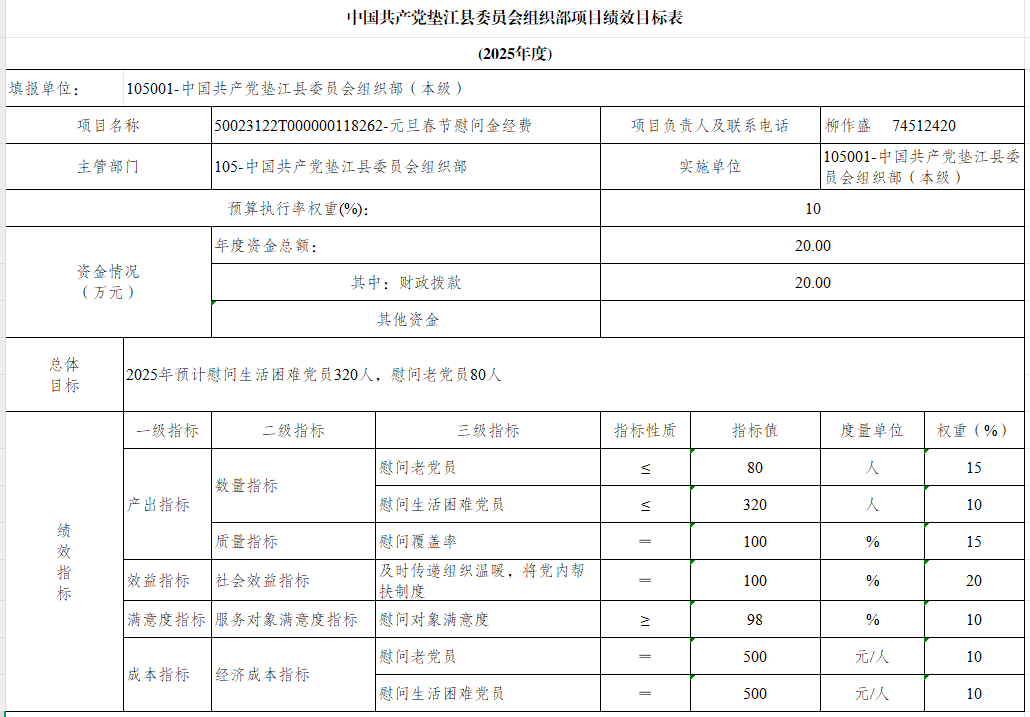 中国共产党垫江县委员会组织部项目绩效目标表
(2025年度)
填报单位：
105001-中国共产党垫江县委员会组织部（本级）
项目名称
50023122T000000118262-元旦春节慰问金经费
项目负责人及联系电话
柳作盛 74512420
主管部门
105-中国共产党垫江县委员会组织部
实施单位
105001-中国共产党垫江县委
员会组织部（本级）
预算执行率权重(%)：
10
资金情况
（万元）
年度资金总额：
20.00
其中：财政拨款
20.00
其他资金
总体
目标
2025年预计慰问生活困难党员320人，慰问老党员80人
绩
效
指
标
一级指标
二级指标
三级指标
指标性质
指标值
度量单位
权重（%）
产出指标
数量指标
慰问老党员
≤
80
人
15
慰问生活困难党员
≤
320
人
10
质量指标
慰问覆盖率
＝
100
%
15
效益指标
社会效益指标
及时传递组织温暖，将党内帮
扶制度
＝
100
%
20
满意度指标
服务对象满意度指标
慰问对象满意度
≥
98
%
10
成本指标
经济成本指标
慰问老党员
＝
500
元/人
10
慰问生活困难党员
＝
500
元/人
10